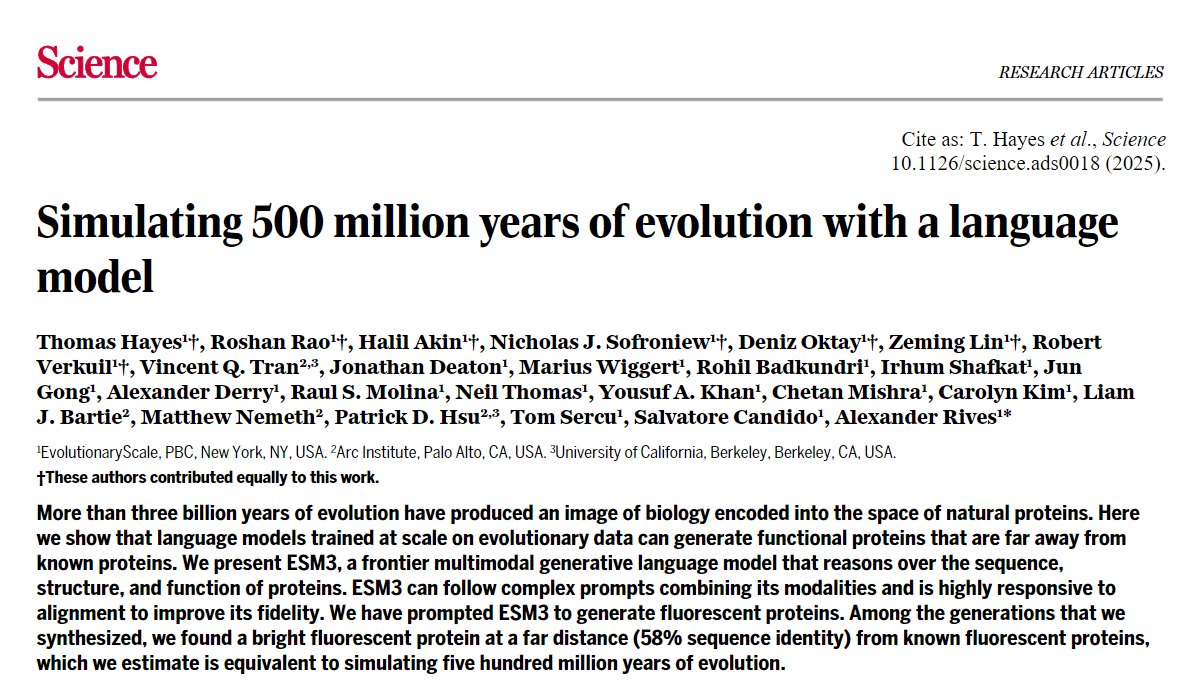 Science
RESEARCH ARTICLES
Cite as: T. Hayes et al., Science
10.1126/science.ads0018 (2025).
Simulating 500 million years of evolution with a language
model
Thomas Hayes¹†, Roshan Rao¹†, Halil Akin¹†, Nicholas J. Sofroniew¹†, Deniz Oktay¹†, Zeming Lin¹†, Robert
Verkuil¹†, Vincent Q. Tran²,³, Jonathan Deaton¹, Marius Wiggert¹, Rohil Badkundri¹, Irhum Shafkat¹, Jun
Gong¹, Alexander Derry¹, Raul S. Molina¹, Neil Thomas¹, Yousuf A. Khan¹, Chetan Mishra¹, Carolyn Kim¹, Liam
J. Bartie², Matthew Nemeth², Patrick D. Hsu²,³, Tom Sercu¹, Salvatore Candido¹, Alexander Rives¹*
¹EvolutionaryScale, PBC, New York, NY, USA. ²Arc Institute, Palo Alto, CA, USA. ³University of California, Berkeley, Berkeley, CA, USA.
†These authors contributed equally to this work.
More than three billion years of evolution have produced an image of biology encoded into the space of natural proteins. Here
we show that language models trained at scale on evolutionary data can generate functional proteins that are far away from
known proteins. We present ESM3, a frontier multimodal generative language model that reasons over the sequence,
structure, and function of proteins. ESM3 can follow complex prompts combining its modalities and is highly responsive to
alignment to improve its fidelity. We have prompted ESM3 to generate fluorescent proteins. Among the generations that we
synthesized, we found a bright fluorescent protein at a far distance (58% sequence identity) from known fluorescent proteins,
which we estimate is equivalent to simulating five hundred million years of evolution.